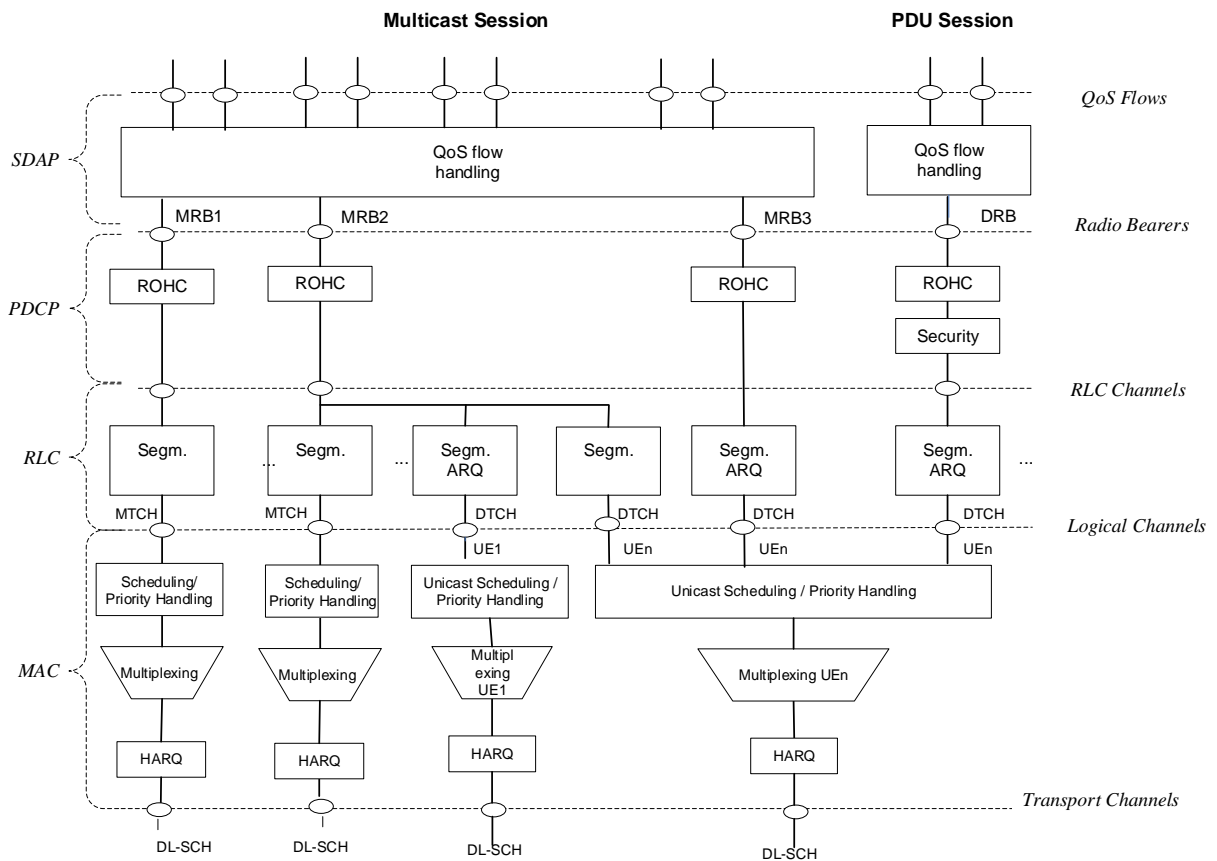 Multicast Session
PDU Session
QoS Flows
SDAP
QoS flow
handling
QoS flow
handling
MRB1
MRB2
MRB3
DRB
Radio Bearers
PDCP
ROHC
ROHC
ROHC
ROHC
Security
RLC Channels
RLC
Segm.
...
Segm.
...
Segm.
ARQ
Segm.
Segm.
ARQ
Segm.
ARQ
...
MTCH
MTCH
DTCH
DTCH
DTCH
DTCH
Logical Channels
UE1
UEn
UEn
UEn
MAC
Scheduling/
Priority Handling
Scheduling/
Priority Handling
Unicast Scheduling /
Priority Handling
Unicast Scheduling / Priority Handling
Multiplexing
Multiplexing
Multipl
exing
UE1
Multiplexing UEn
HARQ
HARQ
HARQ
HARQ
Transport Channels
DL-SCH
DL-SCH
DL-SCH
DL-SCH